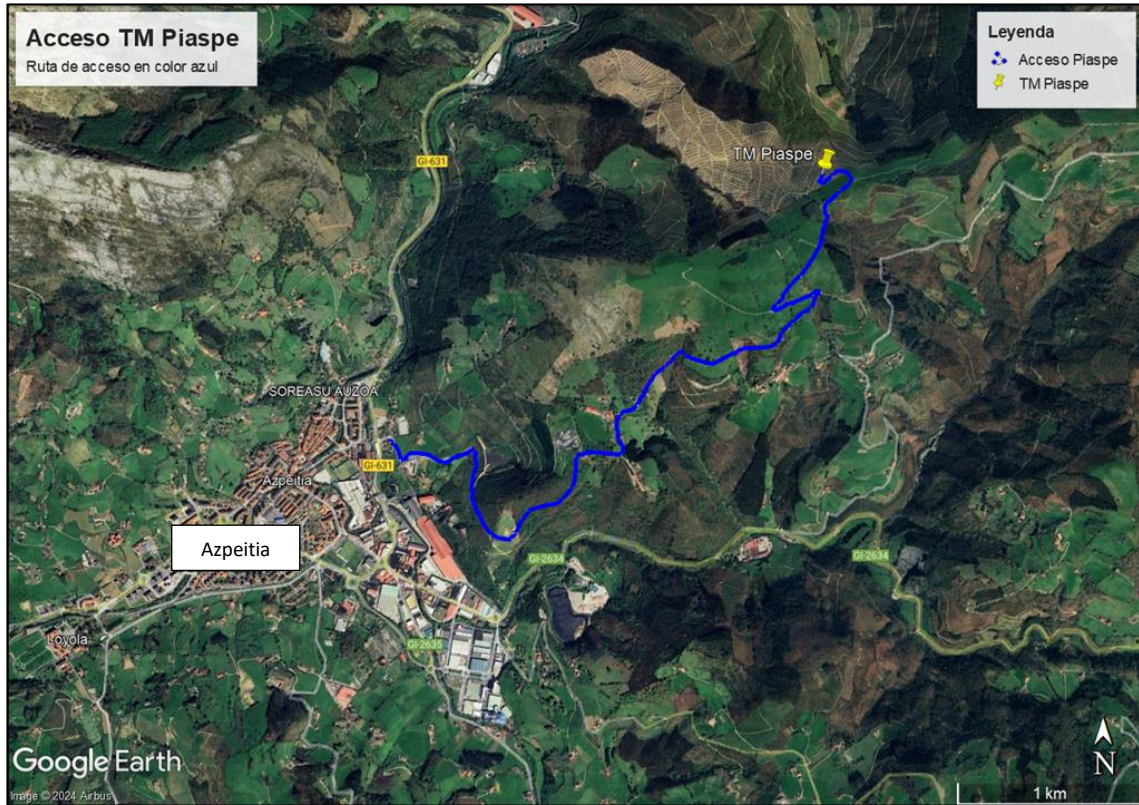 Acceso TM Piaspe
Ruta de acceso en color azul
Leyenda
Acceso Piaspe
TM Piaspe
GI-631
TM Piaspe
SOREASU AUZOA
GI-631
Azpeitia
Azpeitia
GI-2634
GI-2634
Loyola
GI-2635
Google Earth
Image © 2024 Airbus
N
1 km